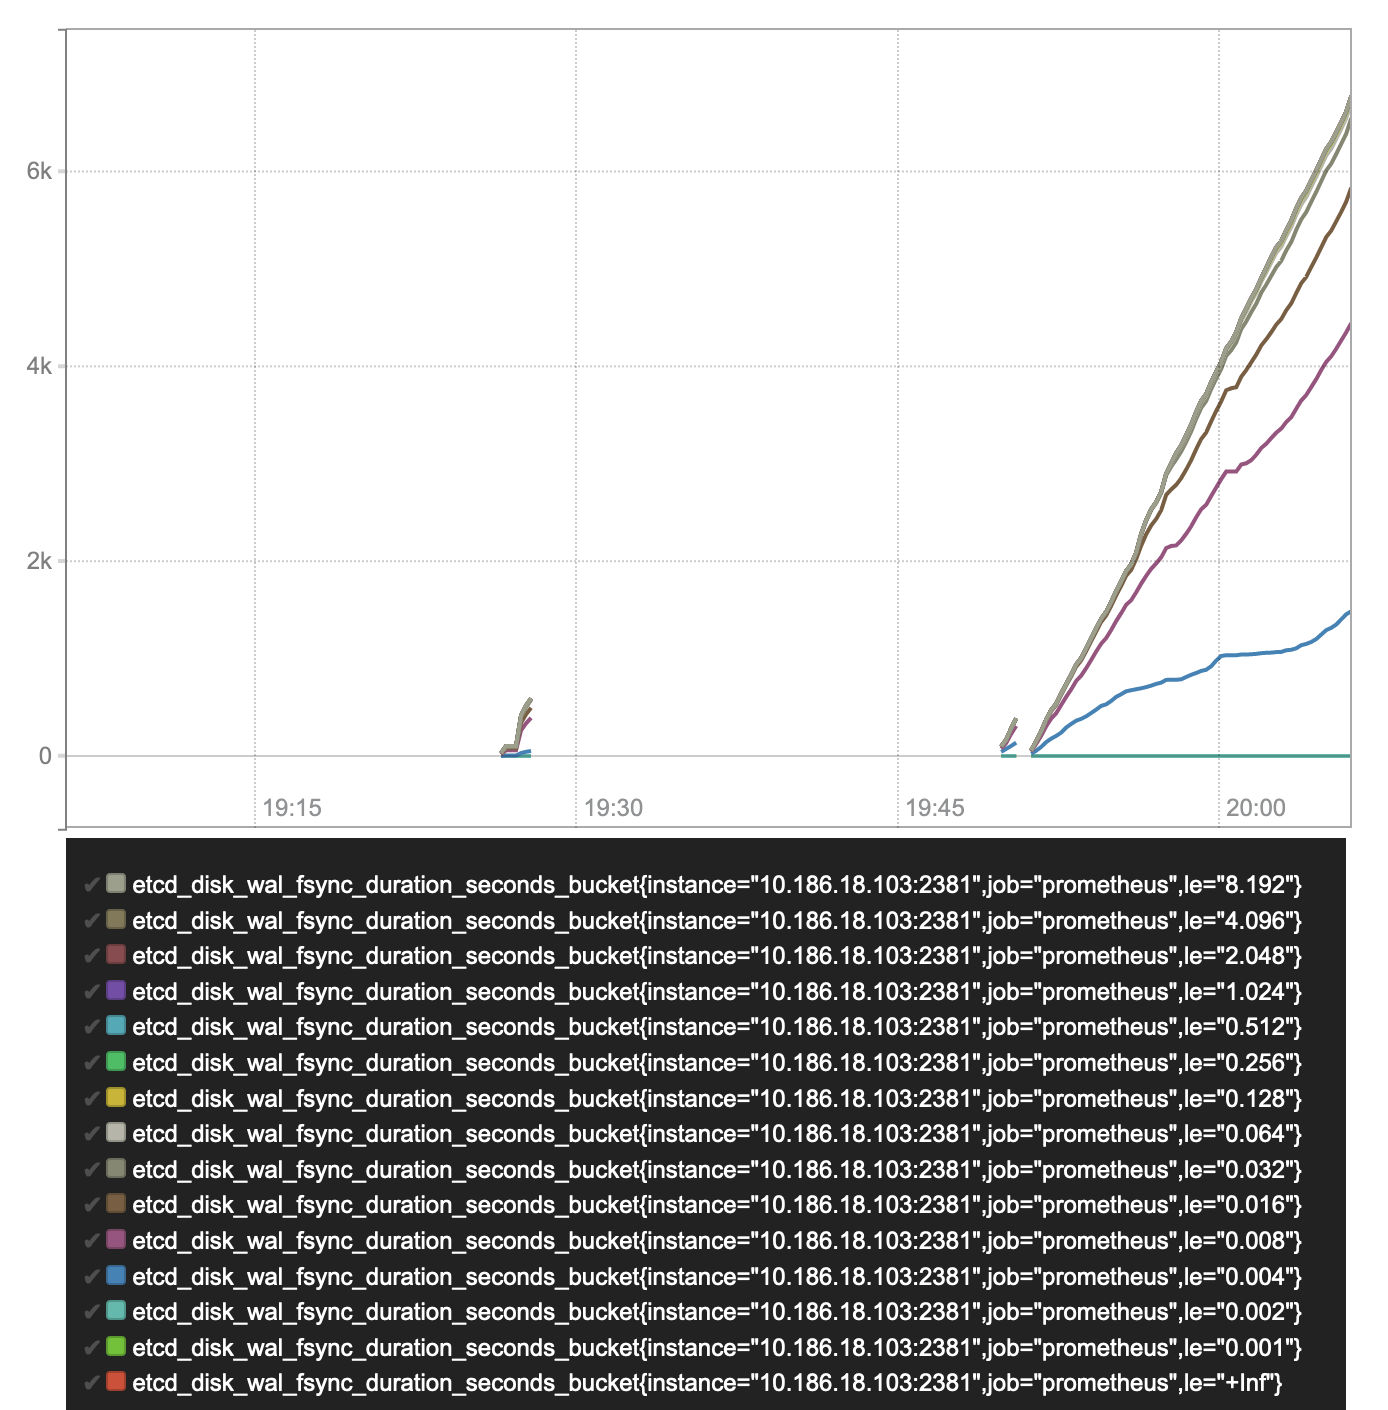 6k
4k
2k
0
19:15 19:30 19:45 20:00
✔ etcd_disk_wal_fsync_duration_seconds_bucket{instance="10.186.18.103:2381",job="prometheus",le="8.192"}
✔ etcd_disk_wal_fsync_duration_seconds_bucket{instance="10.186.18.103:2381",job="prometheus",le="4.096"}
✔ etcd_disk_wal_fsync_duration_seconds_bucket{instance="10.186.18.103:2381",job="prometheus",le="2.048"}
✔ etcd_disk_wal_fsync_duration_seconds_bucket{instance="10.186.18.103:2381",job="prometheus",le="1.024"}
✔ etcd_disk_wal_fsync_duration_seconds_bucket{instance="10.186.18.103:2381",job="prometheus",le="0.512"}
✔ etcd_disk_wal_fsync_duration_seconds_bucket{instance="10.186.18.103:2381",job="prometheus",le="0.256"}
✔ etcd_disk_wal_fsync_duration_seconds_bucket{instance="10.186.18.103:2381",job="prometheus",le="0.128"}
✔ etcd_disk_wal_fsync_duration_seconds_bucket{instance="10.186.18.103:2381",job="prometheus",le="0.064"}
✔ etcd_disk_wal_fsync_duration_seconds_bucket{instance="10.186.18.103:2381",job="prometheus",le="0.032"}
✔ etcd_disk_wal_fsync_duration_seconds_bucket{instance="10.186.18.103:2381",job="prometheus",le="0.016"}
✔ etcd_disk_wal_fsync_duration_seconds_bucket{instance="10.186.18.103:2381",job="prometheus",le="0.008"}
✔ etcd_disk_wal_fsync_duration_seconds_bucket{instance="10.186.18.103:2381",job="prometheus",le="0.004"}
✔ etcd_disk_wal_fsync_duration_seconds_bucket{instance="10.186.18.103:2381",job="prometheus",le="0.002"}
✔ etcd_disk_wal_fsync_duration_seconds_bucket{instance="10.186.18.103:2381",job="prometheus",le="0.001"}
✔ etcd_disk_wal_fsync_duration_seconds_bucket{instance="10.186.18.103:2381",job="prometheus",le="+Inf"}